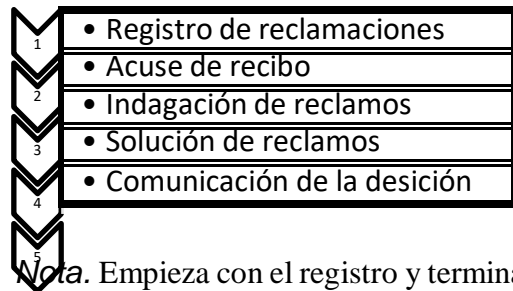 1 • Registro de reclamaciones
• Acuse de recibo
2 • Indagación de reclamos
3 • Solución de reclamos
4 • Comunicación de la desición
5
Nota. Empieza con el registro y termina